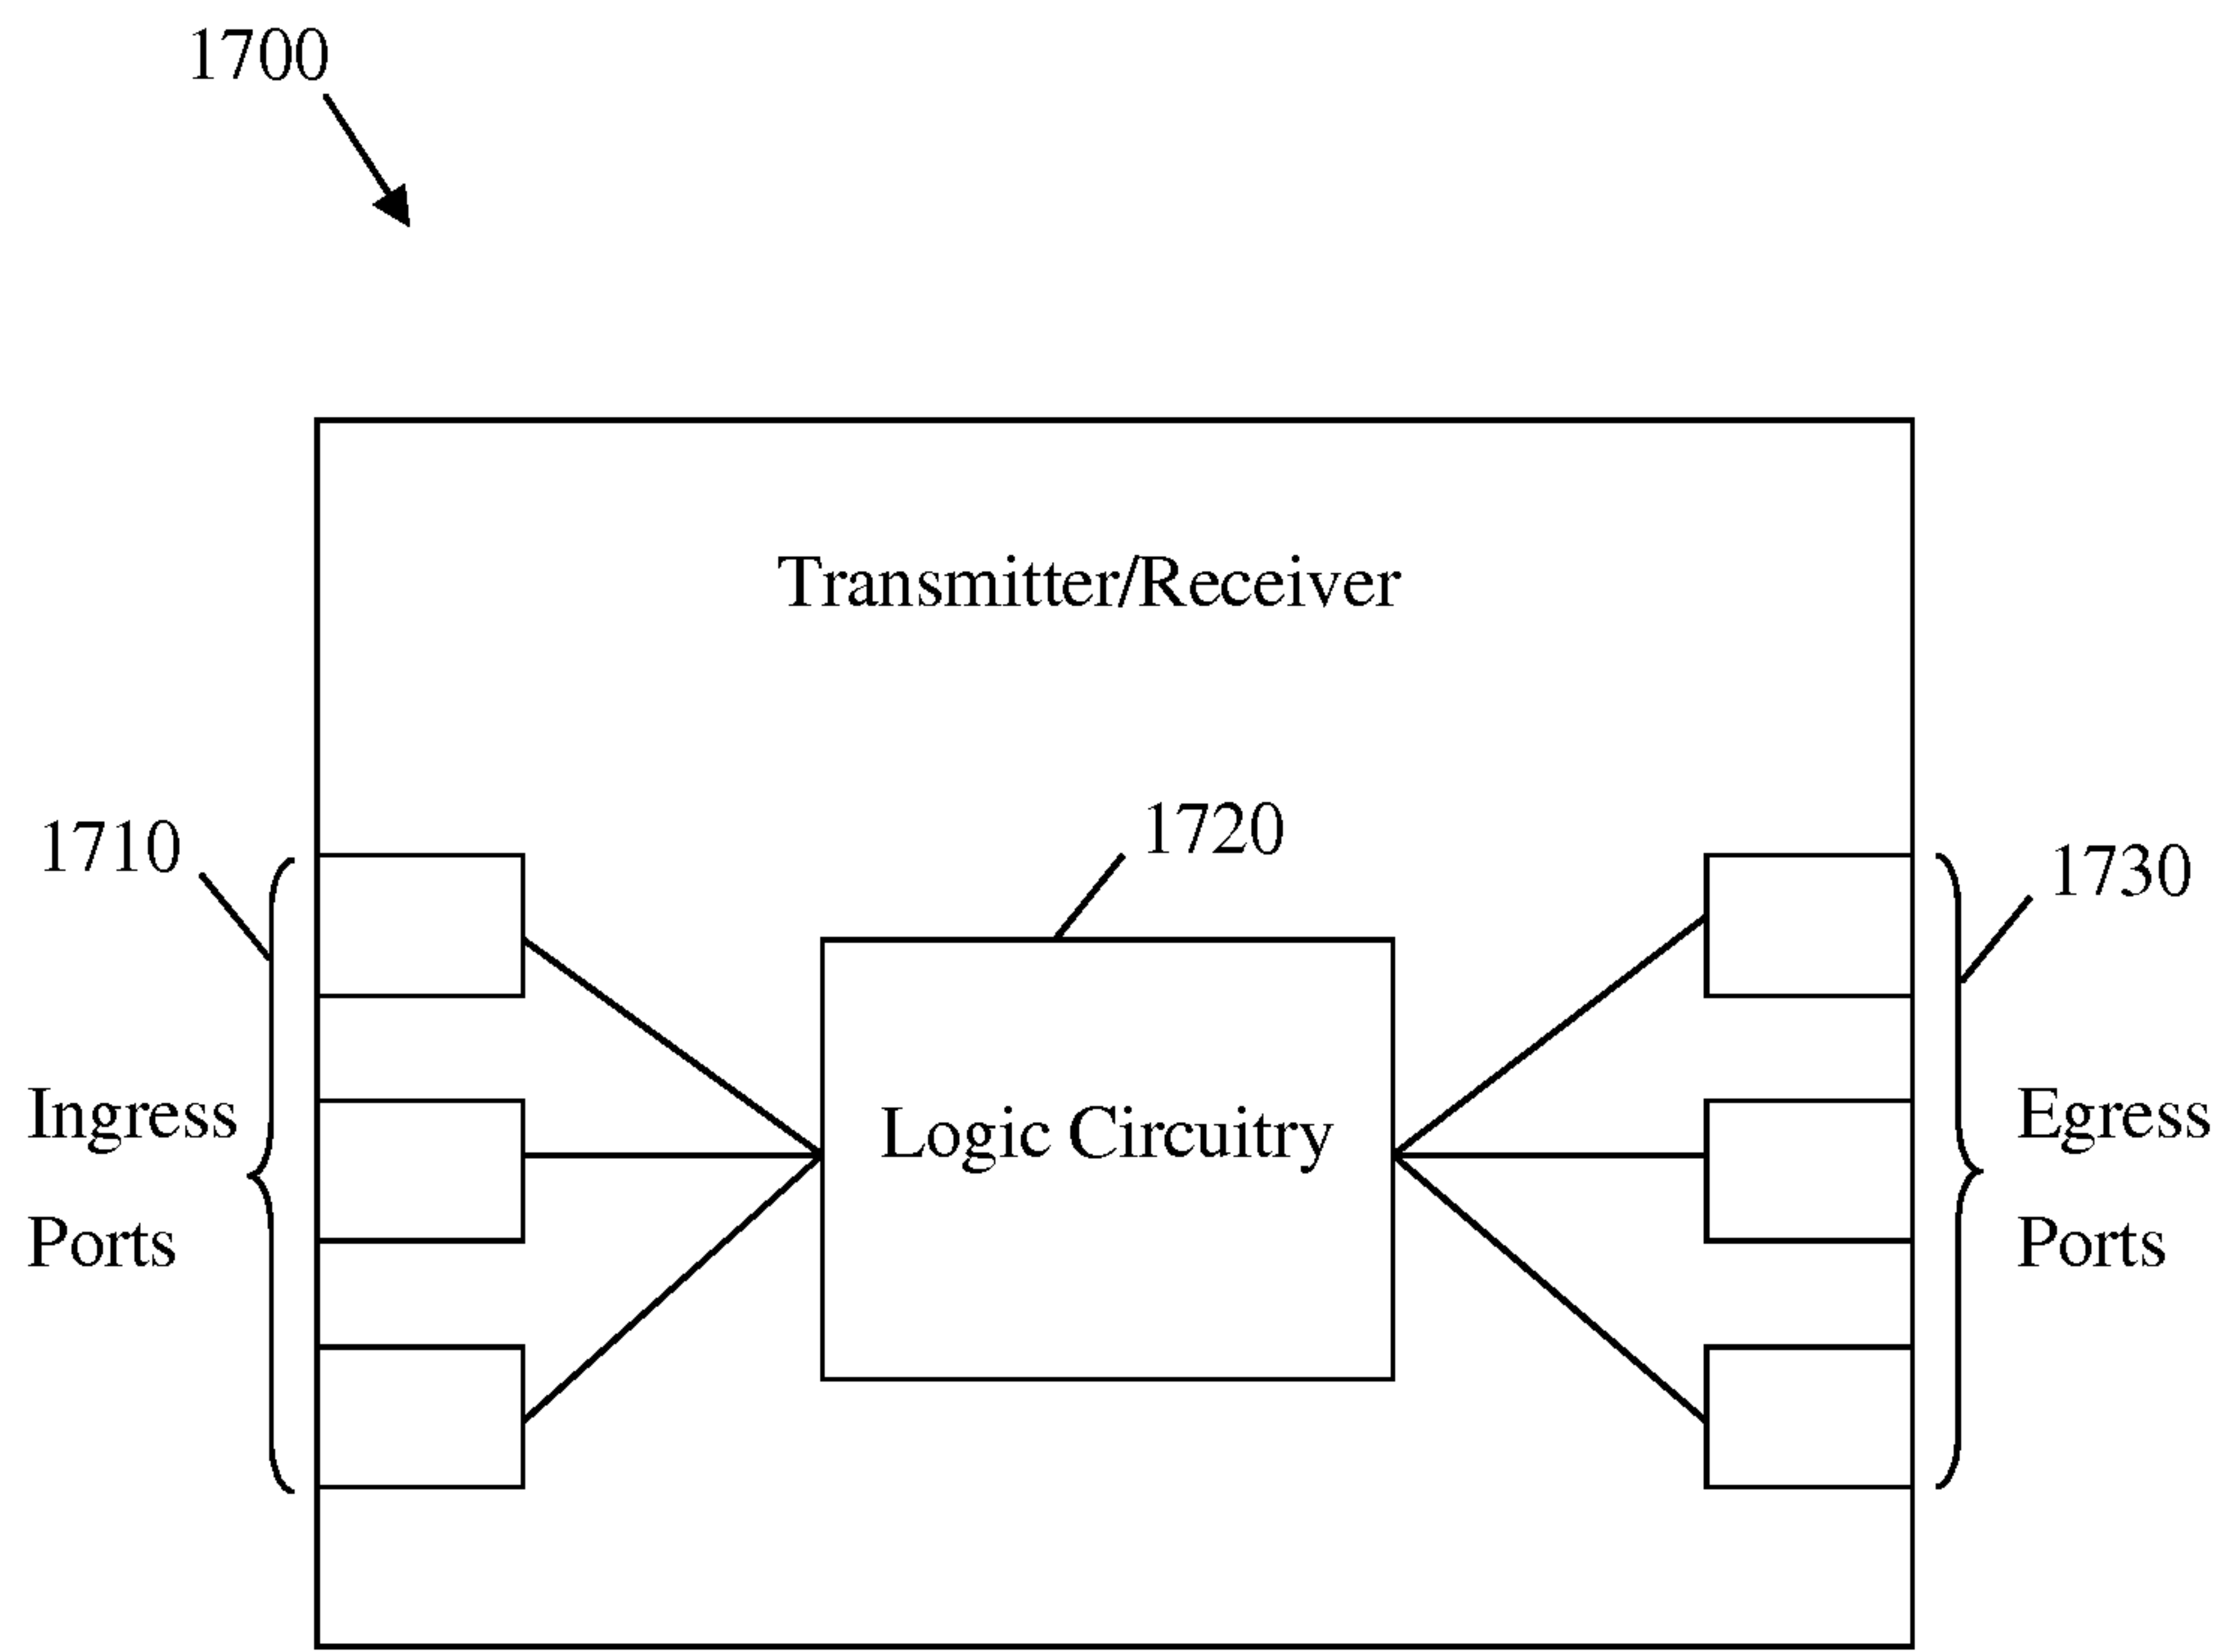 1700
Transmitter/Receiver
1710
1720
1730
Ingress
Ports
Logic Circuitry
Egress
Ports